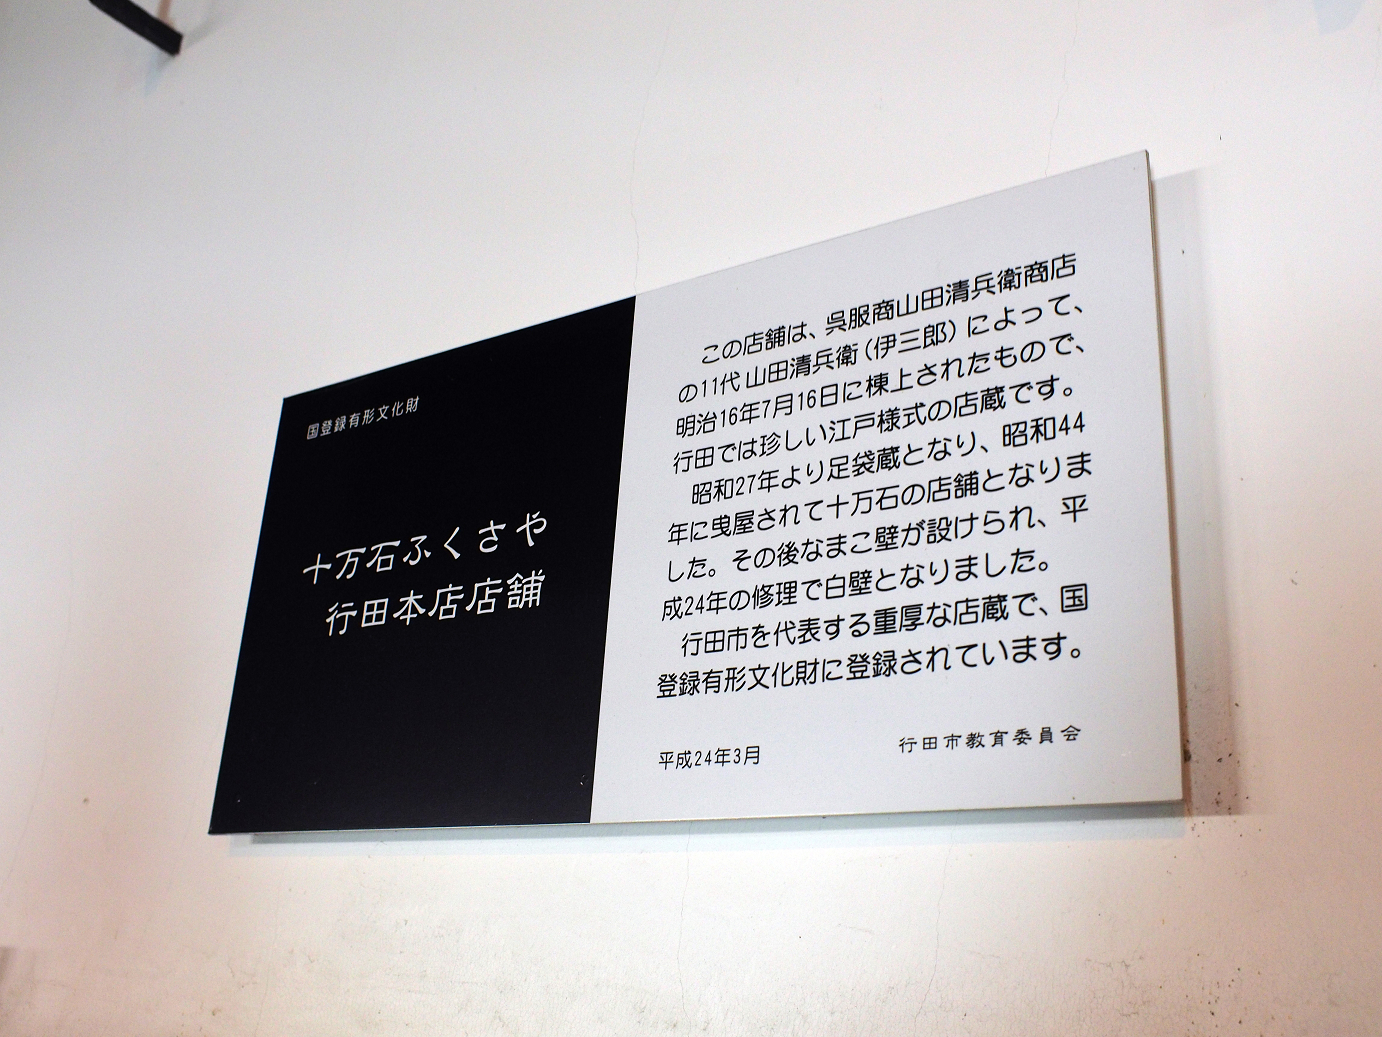 国登録有形文化財
十万石ふくさや
行田本店店舗
この店舗は、呉服商山田清兵衛商店
の11代 山田清兵衛（伊三郎）によって、
明治16年7月16日に棟上されたもので、
行田では珍しい江戸様式の店蔵です。
昭和27年より足袋蔵となり、昭和44
年に曳屋されて十万石の店舗となりま
した。その後なまこ壁が設けられ、平
成24年の修理で白壁となりました。
行田市を代表する重厚な店蔵で、国
登録有形文化財に登録されています。
平成24年3月
行田市教育委員会